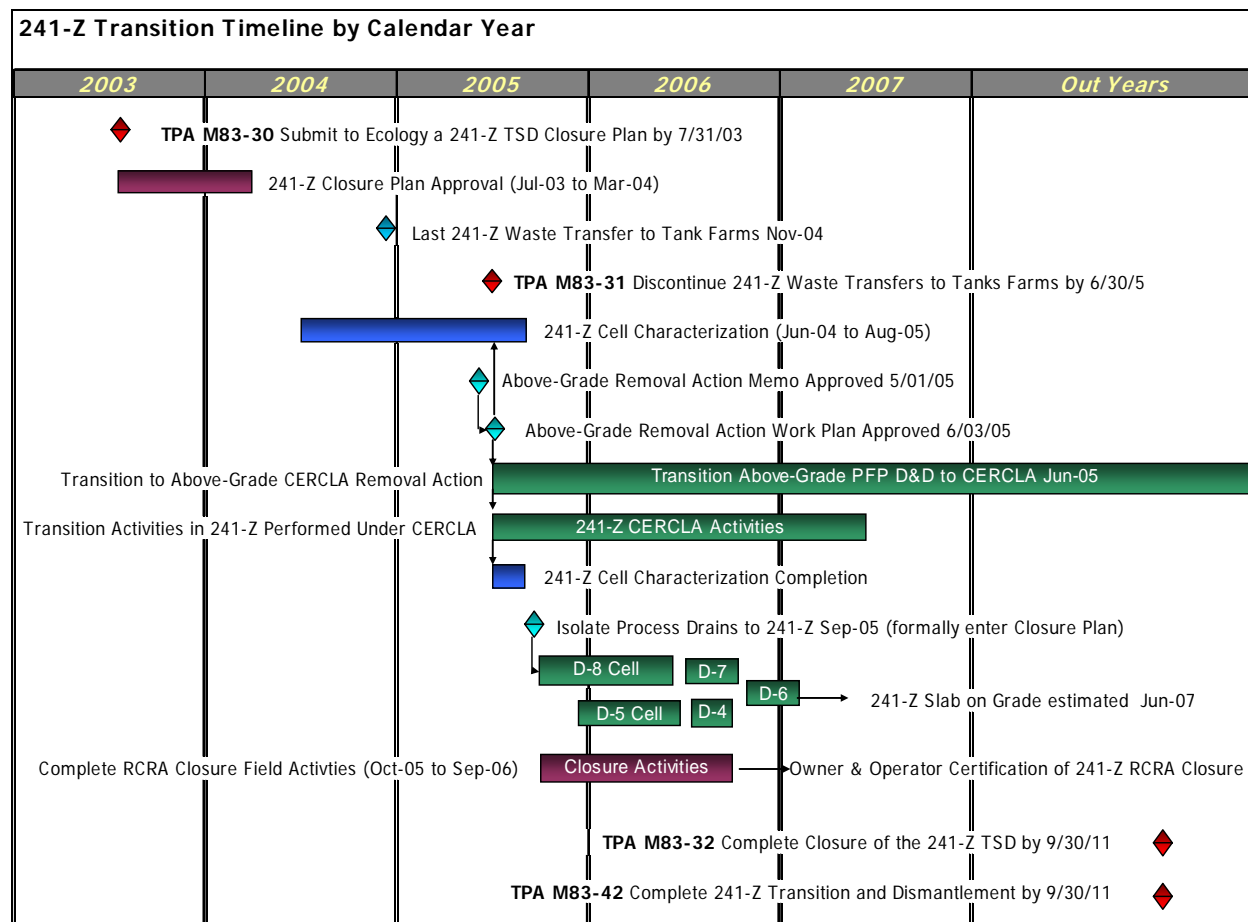 241-Z Transition Timeline by Calendar Year
2003 2004 2005 2006 2007 Out Years
TPA M83-30 Submit to Ecology a 241-Z TSD Closure Plan by 7/31/03
241-Z Closure Plan Approval (Jul-03 to Mar-04)
Last 241-Z Waste Transfer to Tank Farms Nov-04
TPA M83-31 Discontinue 241-Z Waste Transfers to Tanks Farms by 6/30/5
241-Z Cell Characterization (Jun-04 to Aug-05)
Above-Grade Removal Action Memo Approved 5/01/05
Above-Grade Removal Action Work Plan Approved 6/03/05
Transition to Above-Grade CERCLA Removal Action Transition Above-Grade PFP D&D to CERCLA Jun-05
Transition Activities in 241-Z Performed Under CERCLA 241-Z CERCLA Activities
241-Z Cell Characterization Completion
Isolate Process Drains to 241-Z Sep-05 (formally enter Closure Plan)
D-8 Cell D-7
D-6 241-Z Slab on Grade estimated Jun-07
D-5 Cell D-4
Complete RCRA Closure Field Activties (Oct-05 to Sep-06) Closure Activities Owner & Operator Certification of 241-Z RCRA Closure
TPA M83-32 Complete Closure of the 241-Z TSD by 9/30/11
TPA M83-42 Complete 241-Z Transition and Dismantlement by 9/30/11